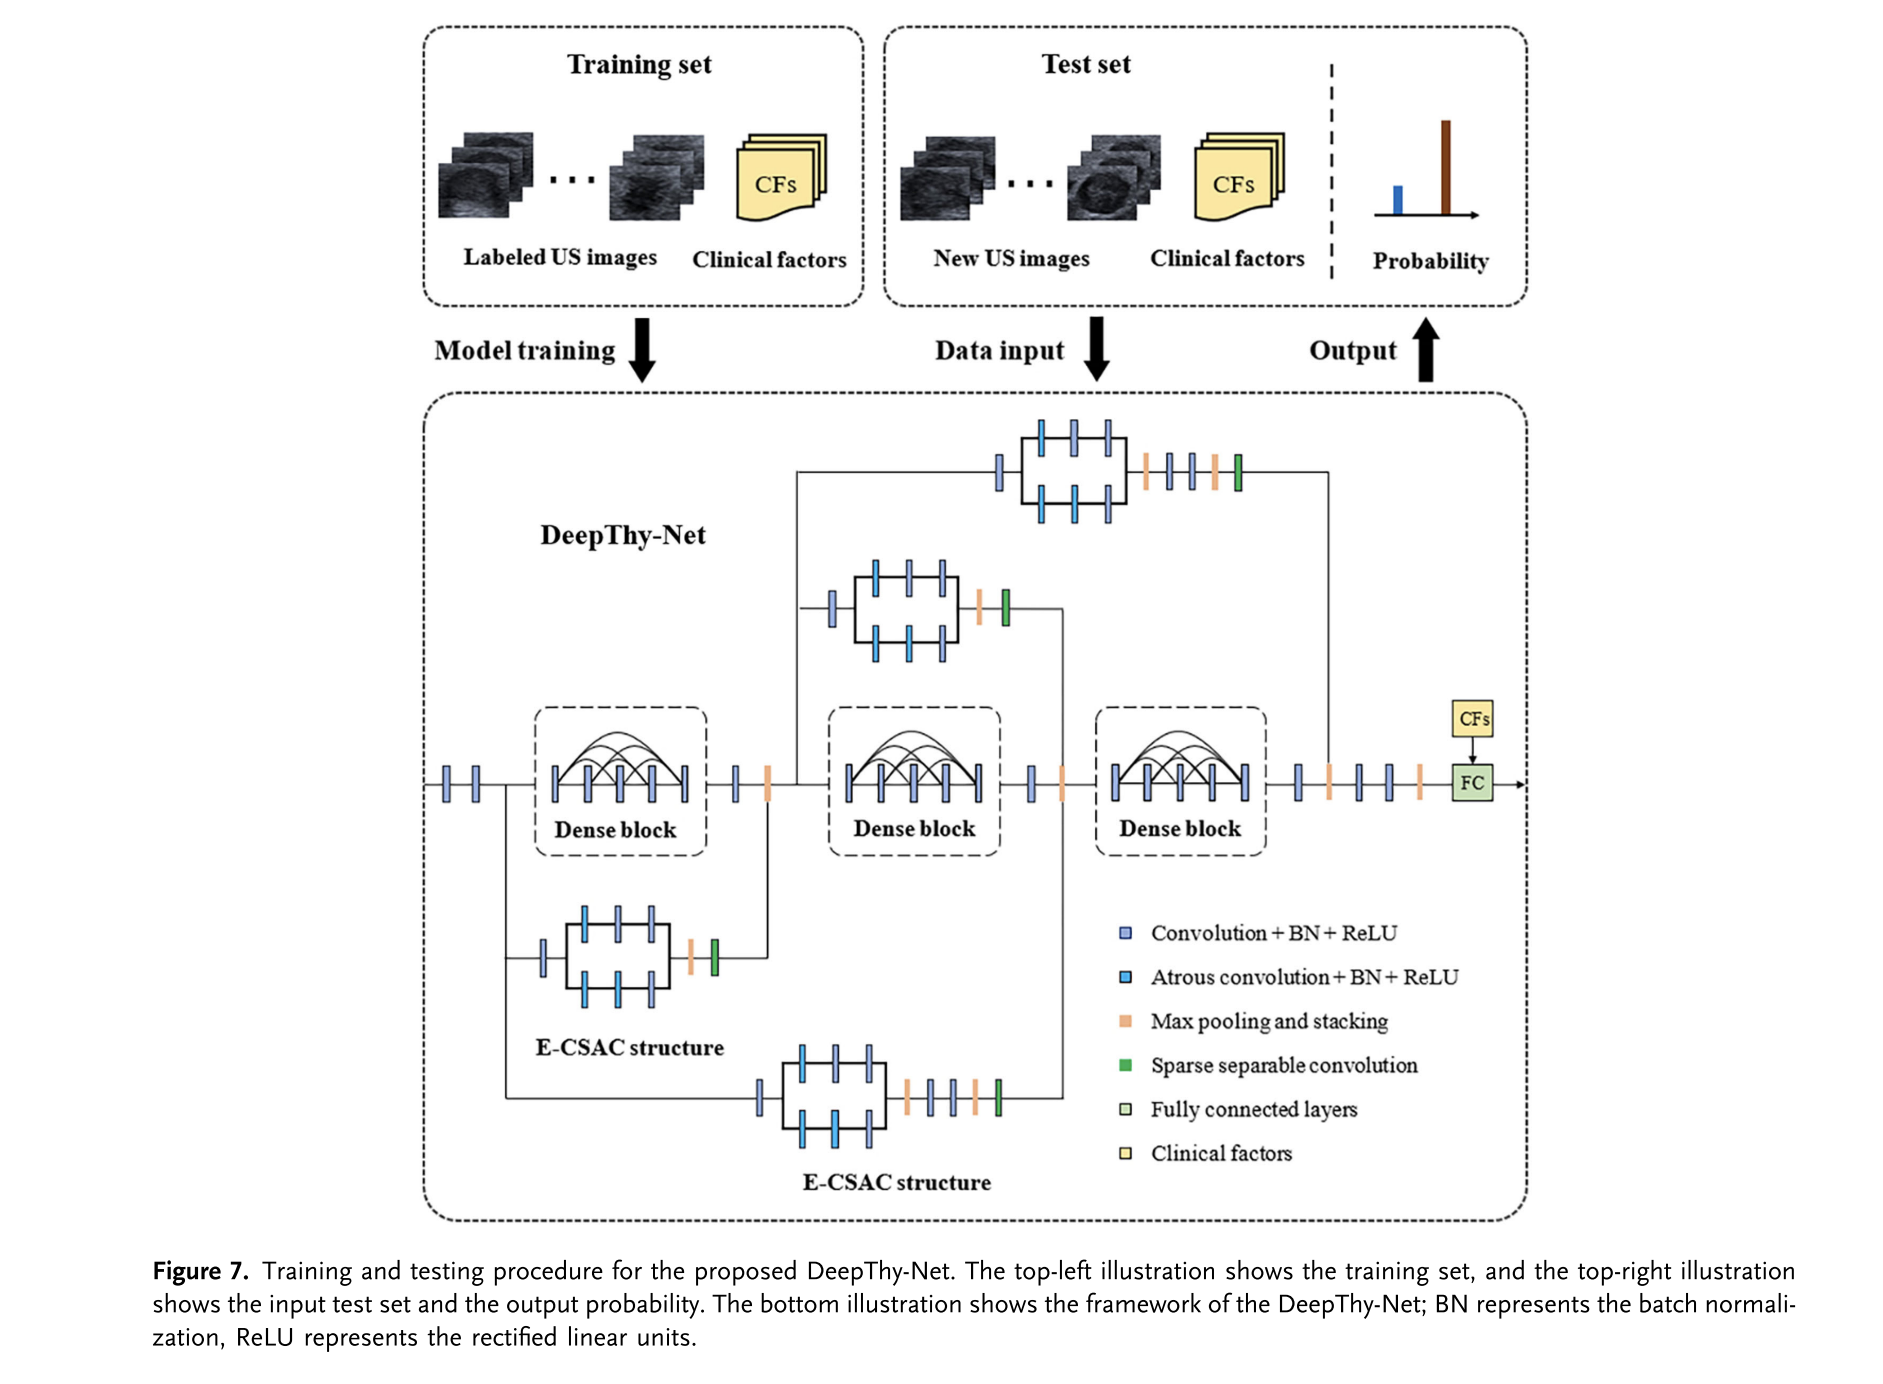 Training set
CFs
Labeled US images
Clinical factors
Test set
CFs
New US images
Clinical factors
Probability
Model training
Data input
Output
DeepThy-Net
Dense block
Dense block
Dense block
CFs
FC
E-CSAC structure
E-CSAC structure
Convolution + BN + ReLU
Atrous convolution + BN + ReLU
Max pooling and stacking
Sparse separable convolution
Fully connected layers
Clinical factors
Figure 7. Training and testing procedure for the proposed DeepThy-Net. The top-left illustration shows the training set, and the top-right illustration
shows the input test set and the output probability. The bottom illustration shows the framework of the DeepThy-Net; BN represents the batch normali-
zation, ReLU represents the rectified linear units.